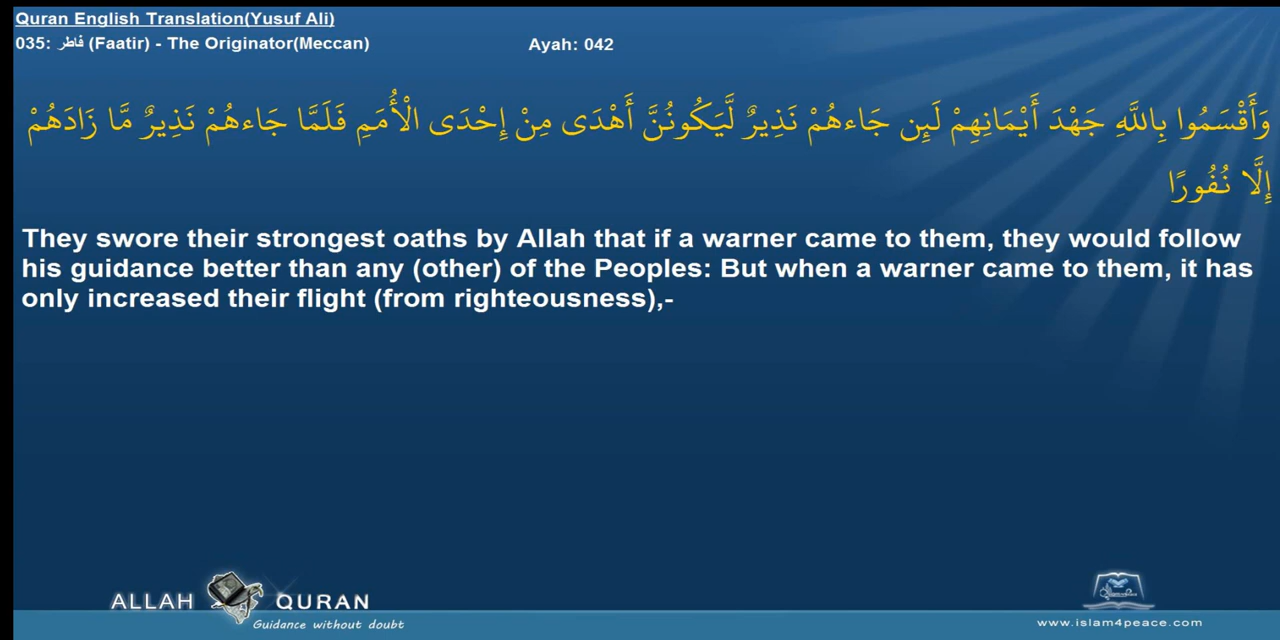 Quran English Translation(Yusuf Ali)
035: فاطر (Faatir) - The Originator(Meccan) Ayah: 042
وَأَقْسَمُوا بِاللَّهِ جَهْدَ أَيْمَانِهِمْ لَئِن جَاءهُمْ نَذِيرٌ لَّيَكُونُنَّ أَهْدَى مِنْ إِحْدَى الْأُمَمِ فَلَمَّا جَاءهُمْ نَذِيرٌ مَّا زَادَهُمْ
إِلَّا نُفُورًا
They swore their strongest oaths by Allah that if a warner came to them, they would follow
his guidance better than any (other) of the Peoples: But when a warner came to them, it has
only increased their flight (from righteousness),-
ALLAH QURAN
Guidance without doubt
www.islam4peace.com